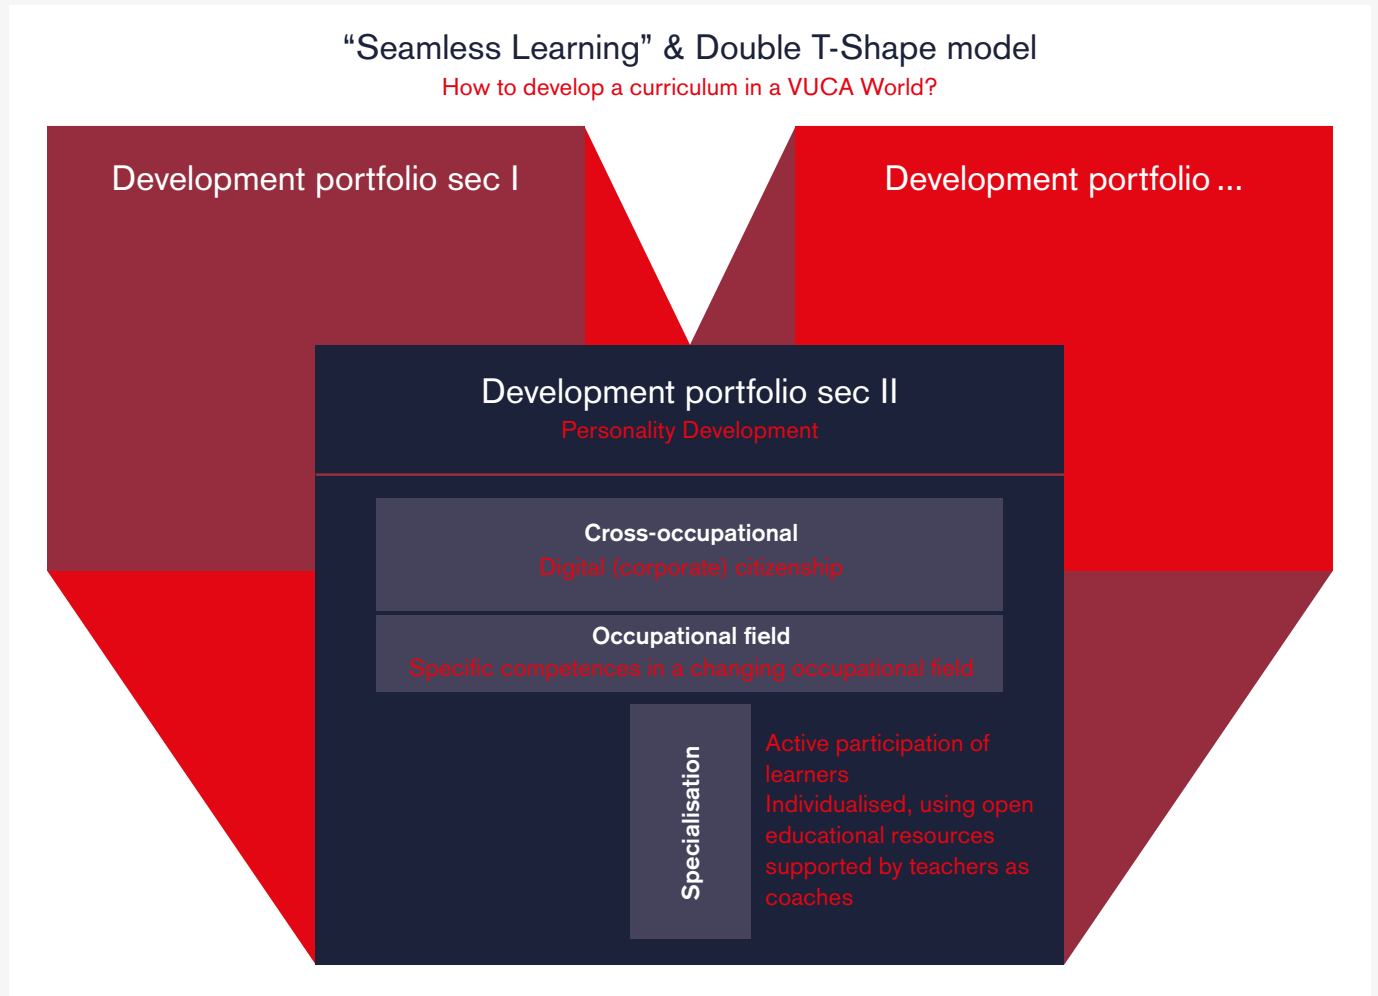 “Seamless Learning” & Double T-Shape model
How to develop a curriculum in a VUCA World?
Development portfolio sec I
Development portfolio ...
Development portfolio sec II
Personality Development
Cross-occupational
Digital (corporate) citizenship
Occupational field
Specific competences in a changing occupational field
Specialisation
Active participation of
learners
Individualised, using open
educational resources
supported by teachers as
coaches